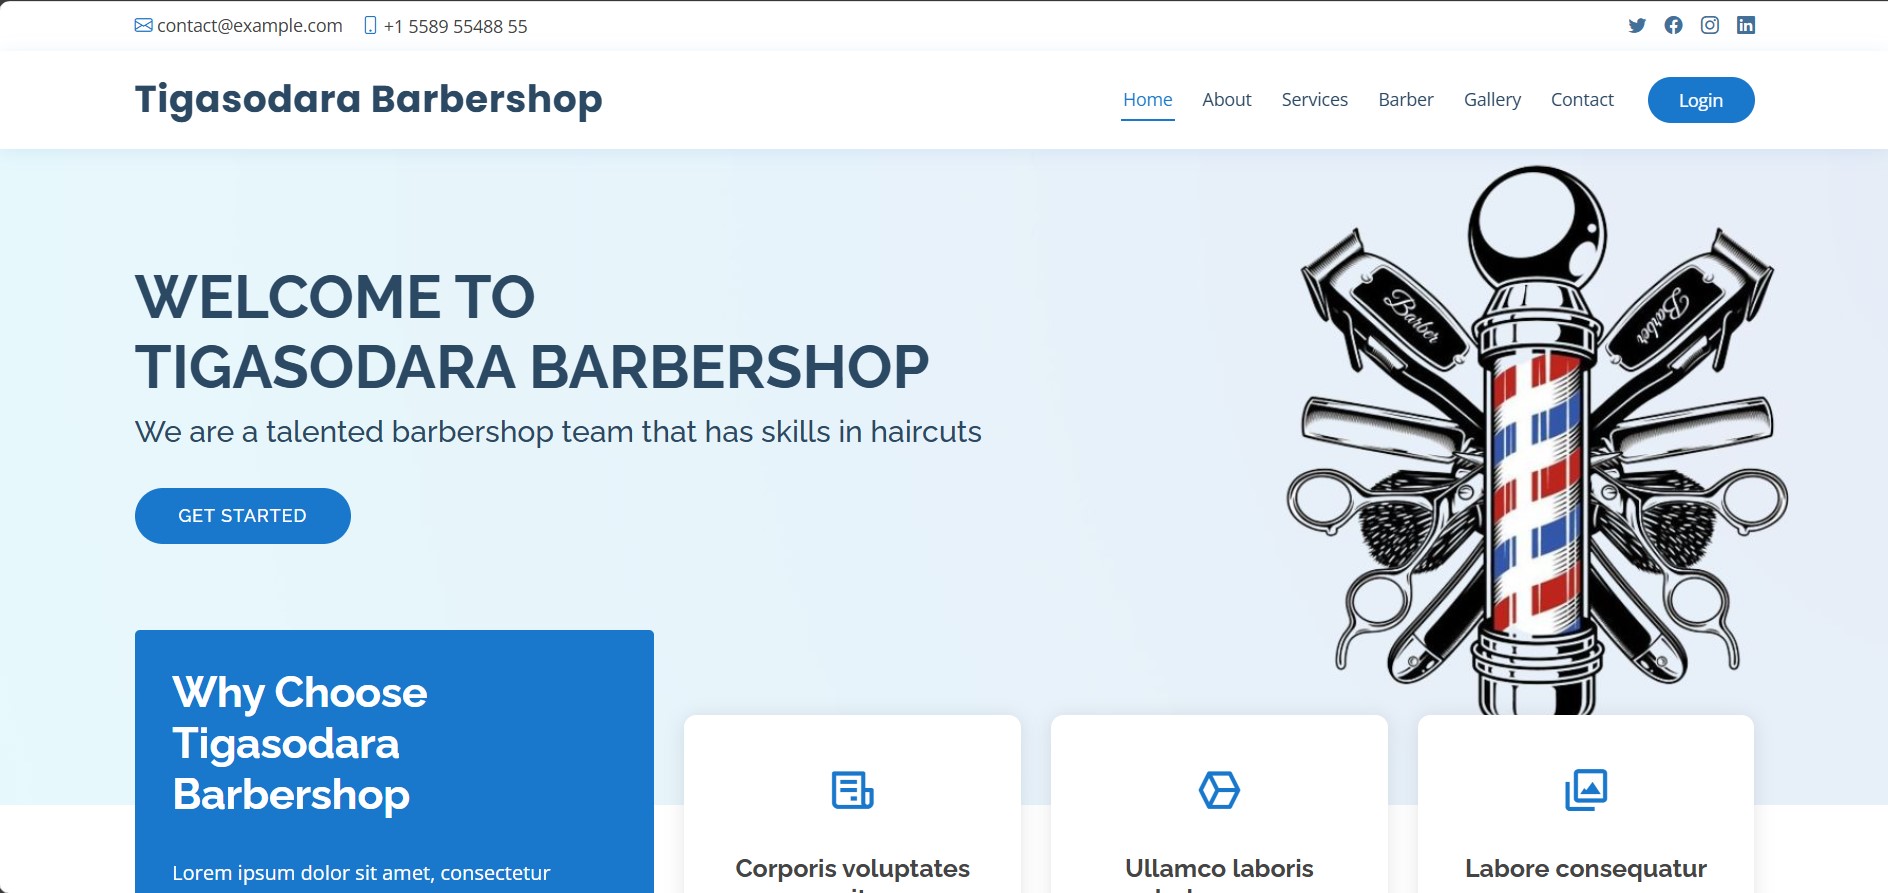 contact@example.com +1 5589 55488 55
Tigasodara Barbershop
Home About Services Barber Gallery Contact Login
WELCOME TO
TIGASODARA BARBERSHOP
We are a talented barbershop team that has skills in haircuts
GET STARTED
Barber Barber
Why Choose
Tigasodara
Barbershop
Lorem ipsum dolor sit amet, consectetur
Corporis voluptates
Ullamco laboris
Labore consequatur